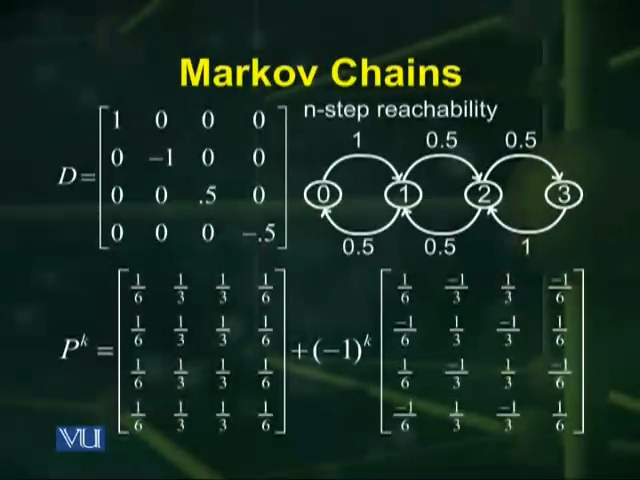 Markov Chains
n-step reachability
D = [1 0 0 0
0 −1 0 0
0 0 .5 0
0 0 0 −.5]
1 0.5 0.5
0 1 2 3
0.5 0.5 1
P^k = [1/6 1/3 1/3 1/6
1/6 1/3 1/3 1/6
1/6 1/3 1/3 1/6
1/6 1/3 1/3 1/6]
+(−1)^k [1/6 −1/3 1/3 −1/6
−1/6 1/3 −1/3 1/6
1/6 −1/3 1/3 −1/6
−1/6 1/3 −1/3 1/6]
VU